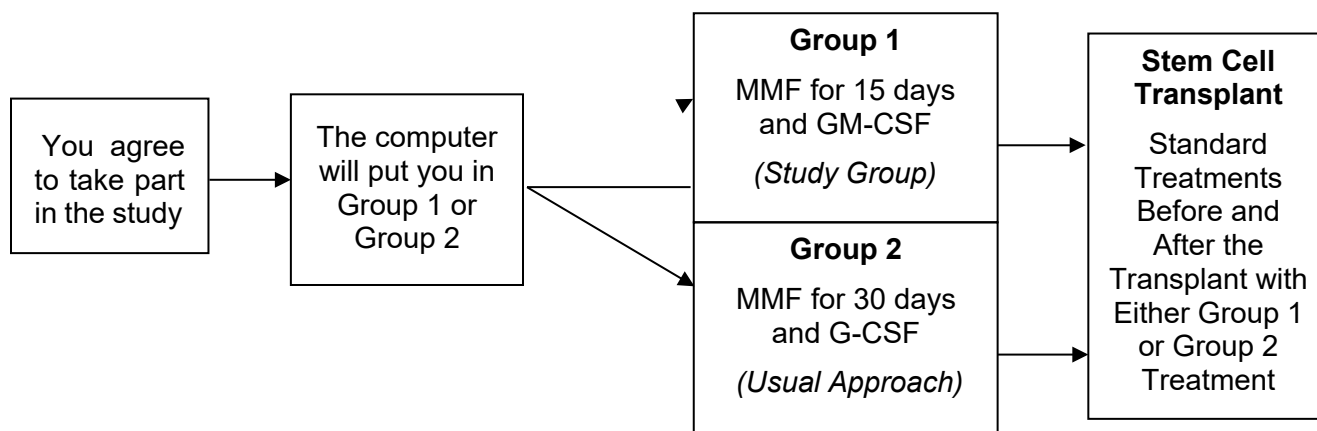 You agree
to take part
in the study
The computer
will put you in
Group 1 or
Group 2
Group 1
MMF for 15 days
and GM-CSF
(Study Group)
Group 2
MMF for 30 days
and G-CSF
(Usual Approach)
Stem Cell
Transplant
Standard
Treatments
Before and
After the
Transplant with
Either Group 1
or Group 2
Treatment